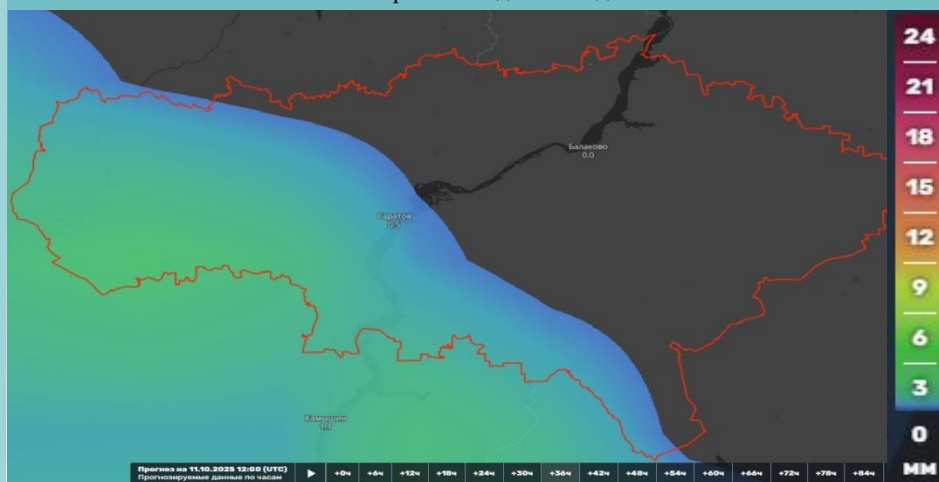 24
21
18
15
12
9
6
3
0
мм
Балаково
0.0
Саратов
0.5
Камышин
1.1
Прогноз на 11.10.2025 12:00 (UTC)
Прогнозируемые данные по часам
+0ч +6ч +12ч +18ч +24ч +30ч +36ч +42ч +48ч +54ч +60ч +66ч +72ч +78ч +84ч